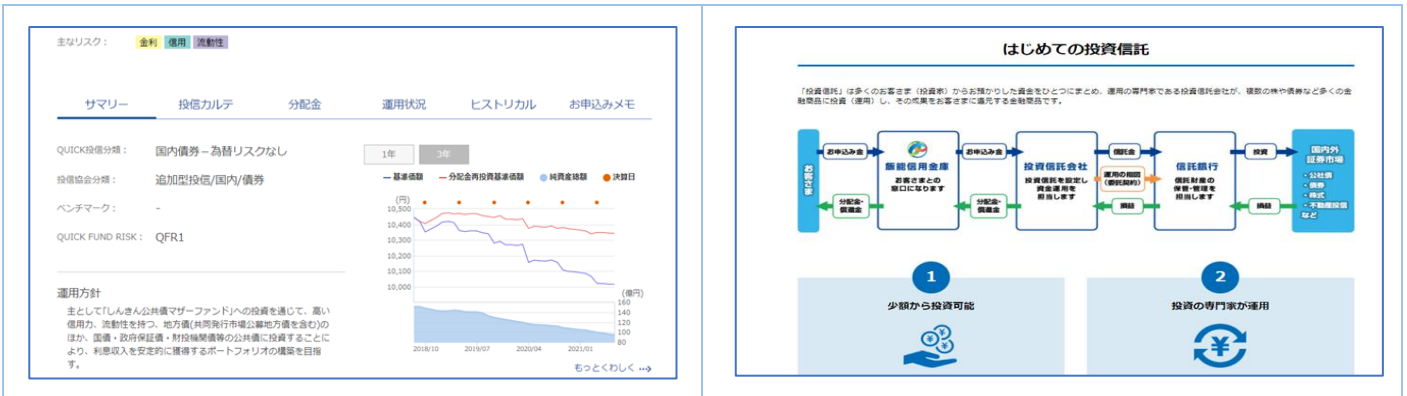 主なリスク： 金利 信用 流動性
サマリー 投信カルテ 分配金 運用状況 ヒストリカル お申込みメモ
QUICK投信分類： 国内債券－為替リスクなし
投信協会分類： 追加型投信/国内/債券
ベンチマーク： -
QUICK FUND RISK： QFR1
運用方針
主として「しんきん公共債マザーファンド」への投資を通じて、高い
信用力、流動性を持つ、地方債(共同発行市場公募地方債を含む)の
ほか、国債・政府保証債・財投機関債等の公共債に投資することに
より、利息収入を安定的に獲得するポートフォリオの構築を目指
す。
1年 3年
基準価額 分配金再投資基準価額 純資産総額 決算日
(円)
10,500
10,400
10,300
10,200
10,100
10,000
(億円)
160
140
120
100
80
2018/10 2019/07 2020/04 2021/01
もっとくわしく
はじめての投資信託
「投資信託」は多くのお客さま（投資家）からお預かりした資金をひとつにまとめ、運用の専門家である投資信託会社が、複数の株や債券など多くの金
融商品に投資（運用）し、その成果をお客さまに還元する金融商品です。
お客さま
お申込み金
分配金・
償還金
飯能信用金庫
お客さまとの
窓口になります
お申込み金
分配金・
償還金
投資信託会社
投資信託を設定し
資金運用を
担当します
信託金
運用の指図
(委託契約)
損益
信託銀行
信託財産の
保管・管理を
担当します
投資
損益
国内外
証券市場
・公社債
・債券
・株式
・不動産投信
など
1
少額から投資可能
2
投資の専門家が運用